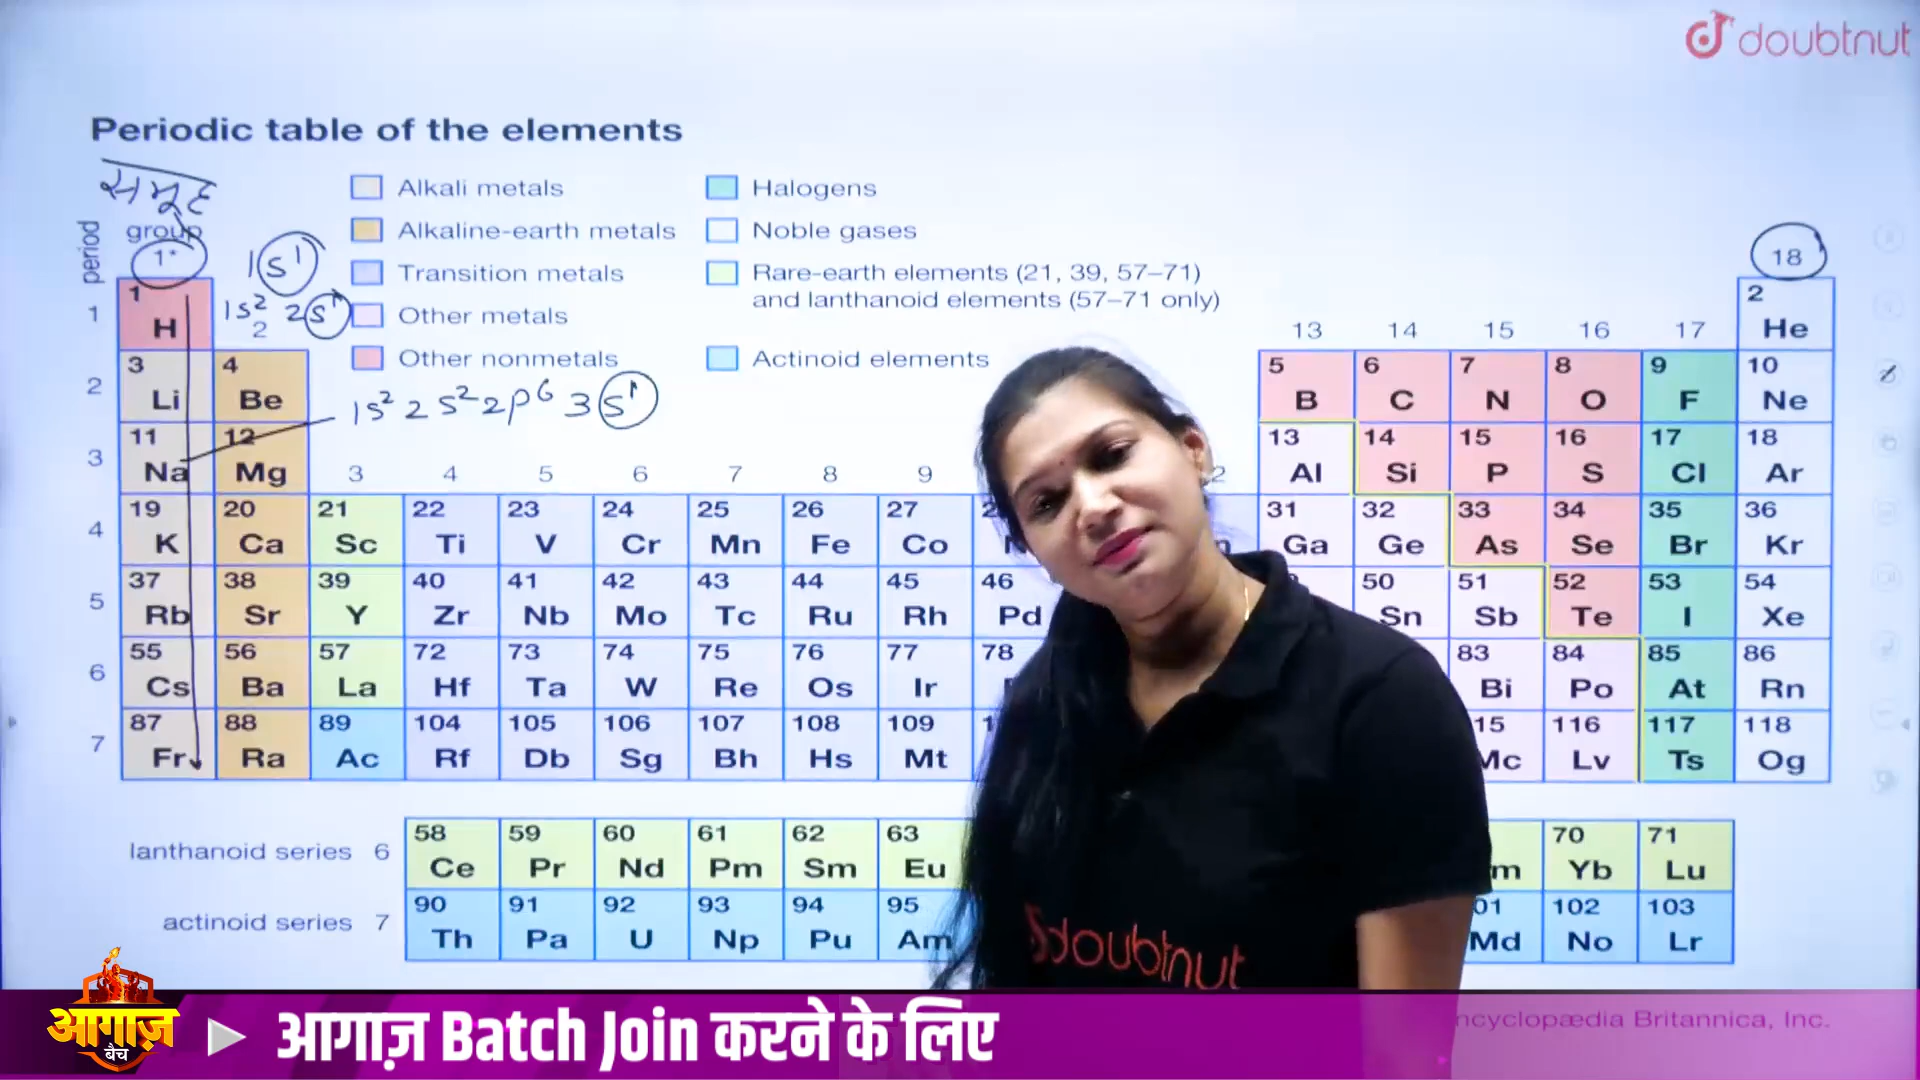 doubtnut
Periodic table of the elements
समूह
period
group
1*
1s¹
1s² 2s¹
1s² 2s² 2p⁶ 3s¹
Alkali metals
Alkaline-earth metals
Transition metals
Other metals
Other nonmetals
Halogens
Noble gases
Rare-earth elements (21, 39, 57–71)
and lanthanoid elements (57–71 only)
Actinoid elements
18
2 13 14 15 16 17
1 1 H 2 He
2 3 Li 4 Be 5 B 6 C 7 N 8 O 9 F 10 Ne
3 11 Na 12 Mg 3 4 5 6 7 8 9 13 Al 14 Si 15 P 16 S 17 Cl 18 Ar
4 19 K 20 Ca 21 Sc 22 Ti 23 V 24 Cr 25 Mn 26 Fe 27 Co 31 Ga 32 Ge 33 As 34 Se 35 Br 36 Kr
5 37 Rb 38 Sr 39 Y 40 Zr 41 Nb 42 Mo 43 Tc 44 Ru 45 Rh 46 Pd 50 Sn 51 Sb 52 Te 53 I 54 Xe
6 55 Cs 56 Ba 57 La 72 Hf 73 Ta 74 W 75 Re 76 Os 77 Ir 78 83 Bi 84 Po 85 At 86 Rn
7 87 Fr 88 Ra 89 Ac 104 Rf 105 Db 106 Sg 107 Bh 108 Hs 109 Mt 15 Mc 116 Lv 117 Ts 118 Og
lanthanoid series 6 58 Ce 59 Pr 60 Nd 61 Pm 62 Sm 63 Eu m 70 Yb 71 Lu
actinoid series 7 90 Th 91 Pa 92 U 93 Np 94 Pu 95 Am 01 Md 102 No 103 Lr
doubtnut
आगाज़
बैच
आगाज़ Batch Join करने के लिए
ncyclopædia Britannica, Inc.